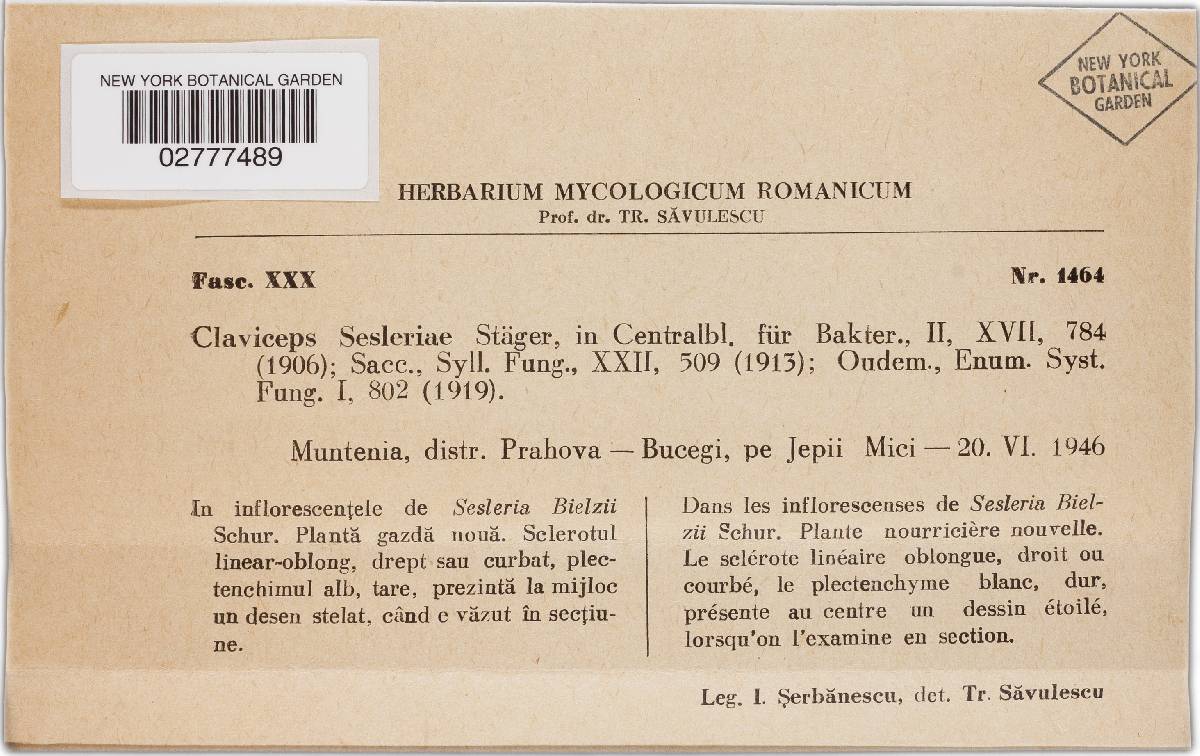 NEW YORK BOTANICAL GARDEN
02777489
NEW YORK
BOTANICAL
GARDEN
HERBARIUM MYCOLOGICUM ROMANICUM
Prof. dr. TR. SĂVULESCU
Fasc. XXX
Nr. 1464
Claviceps Sesleriae Stäger, in Centralbl. für Bakter., II, XVII, 784
(1906); Sacc., Syll. Fung., XXII, 509 (1913); Oudem., Enum. Syst.
Fung. I, 802 (1919).
Muntenia, distr. Prahova — Bucegi, pe Jepii Mici — 20. VI. 1946
In inflorescențele de Sesleria Bielzii
Schur. Plantă gazdă nouă. Sclerotul
linear-oblong, drept sau curbat, plec-
tenchimul alb, tare, prezintă la mijloc
un desen stelat, când e văzut în secțiu-
ne.
Dans les inflorescenses de Sesleria Biel-
zii Schur. Plante nourricière nouvelle.
Le sclérote linéaire oblongue, droit ou
courbé, le plectenchyme blanc, dur,
présente au centre un dessin étoilé,
lorsqu'on l'examine en section.
Leg. I. Șerbănescu, det. Tr. Săvulescu